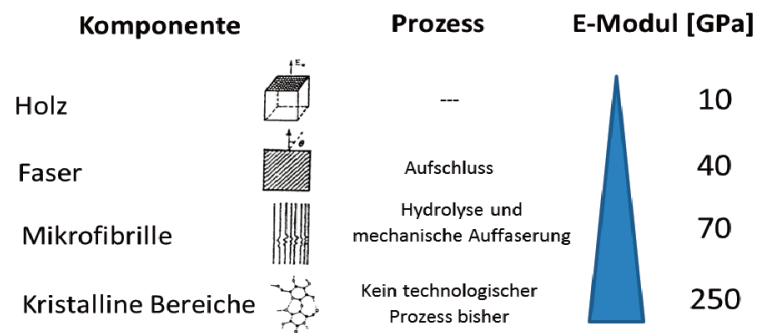 Komponente Prozess E-Modul [GPa]
Holz --- 10
Faser Aufschluss 40
Mikrofibrille Hydrolyse und mechanische Auffaserung 70
Kristalline Bereiche Kein technologischer Prozess bisher 250